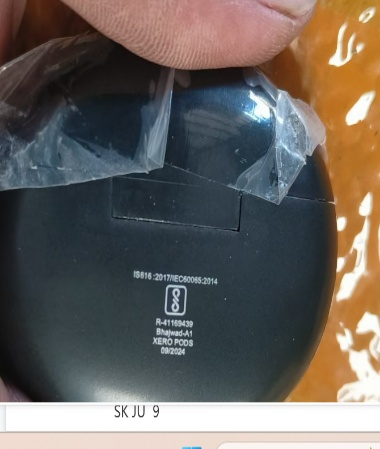 IS616:2017/IEC60065:2014
R-41169439
Bhajwad-A1
XERO PODS
09/2024
SK JU 9